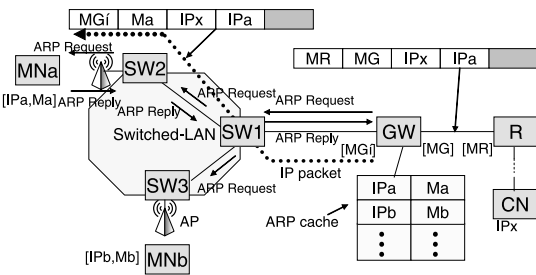 MGí Ma IPx IPa
MR MG IPx IPa
ARP Request
MNa
SW2
[IPa,Ma]
ARP Reply
ARP Request
ARP Reply
ARP Request
Switched-LAN
SW1
ARP Reply
GW
R
[MGí]
[MG]
[MR]
IP packet
ARP Request
SW3
AP
ARP cache
IPa Ma
IPb Mb
CN
IPx
[IPb,Mb]
MNb